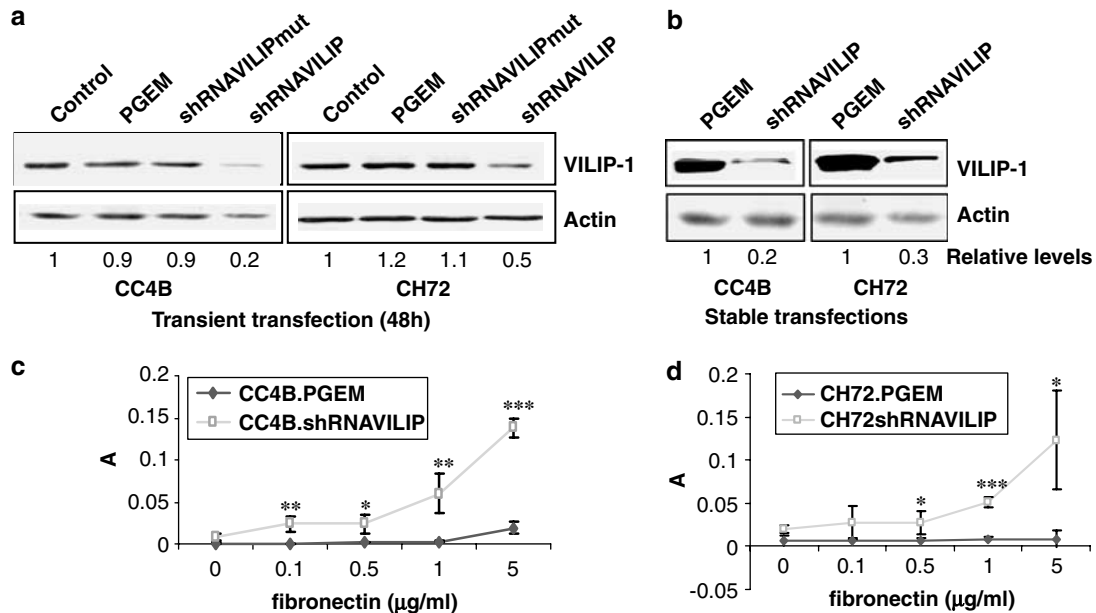 a
Control PGEM shRNAVILIPmut shRNAVILIP Control PGEM shRNAVILIPmut shRNAVILIP
VILIP-1
Actin
1 0.9 0.9 0.2 1 1.2 1.1 0.5
CC4B CH72
Transient transfection (48h)
b
PGEM shRNAVILIP PGEM shRNAVILIP
VILIP-1
Actin
1 0.2 1 0.3 Relative levels
CC4B CH72
Stable transfections
c
CC4B.PGEM
CC4B.shRNAVILIP
0.2
0.15
0.1
0.05
0
A
** * ** ***
0 0.1 0.5 1 5
fibronectin (μg/ml)
d
CH72.PGEM
CH72shRNAVILIP
0.2
0.15
0.1
0.05
0
-0.05
A
* *** *
0 0.1 0.5 1 5
fibronectin (μg/ml)